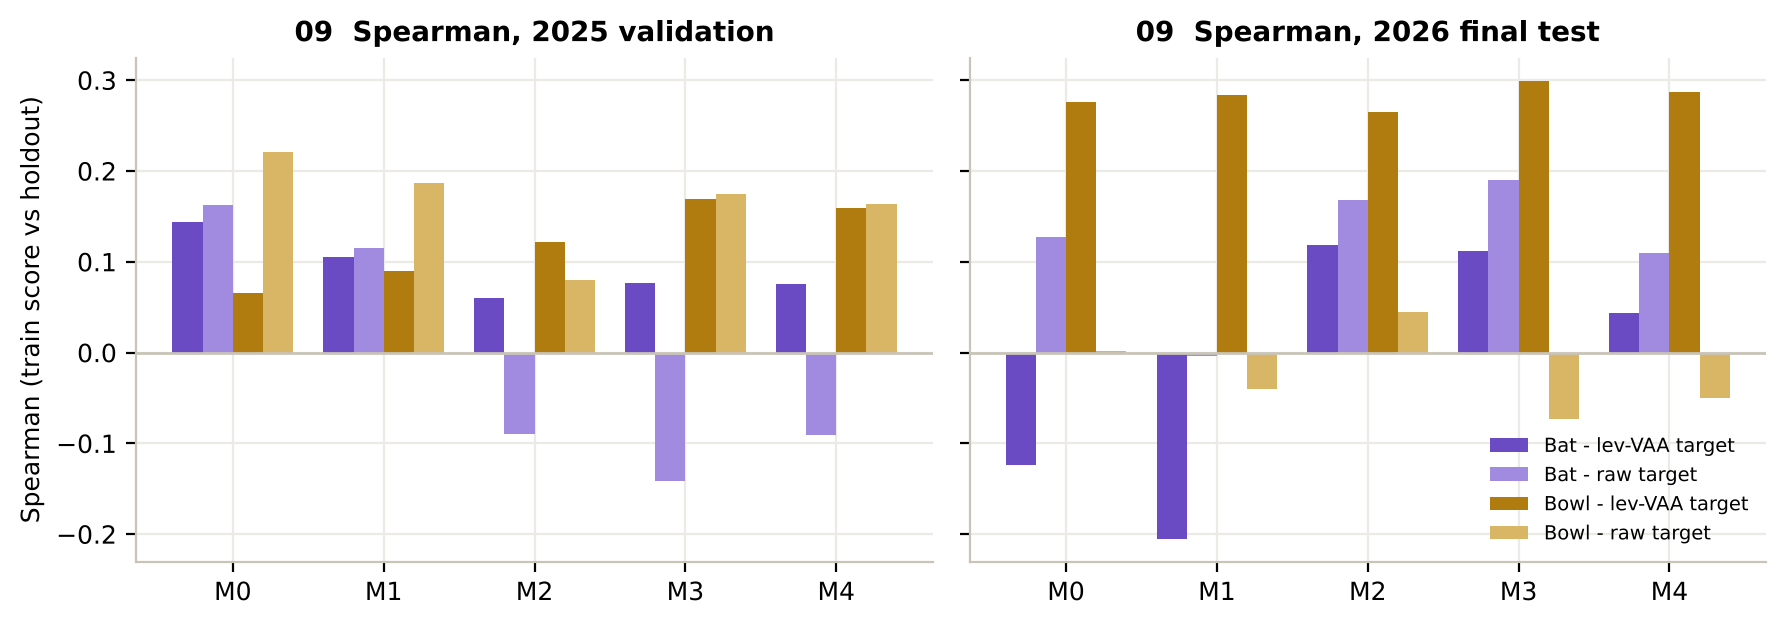 09  Spearman, 2025 validation
09  Spearman, 2026 final test
Spearman (train score vs holdout)
0.3
0.2
0.1
0.0
−0.1
−0.2
M0
M1
M2
M3
M4
M0
M1
M2
M3
M4
Bat - lev-VAA target
Bat - raw target
Bowl - lev-VAA target
Bowl - raw target